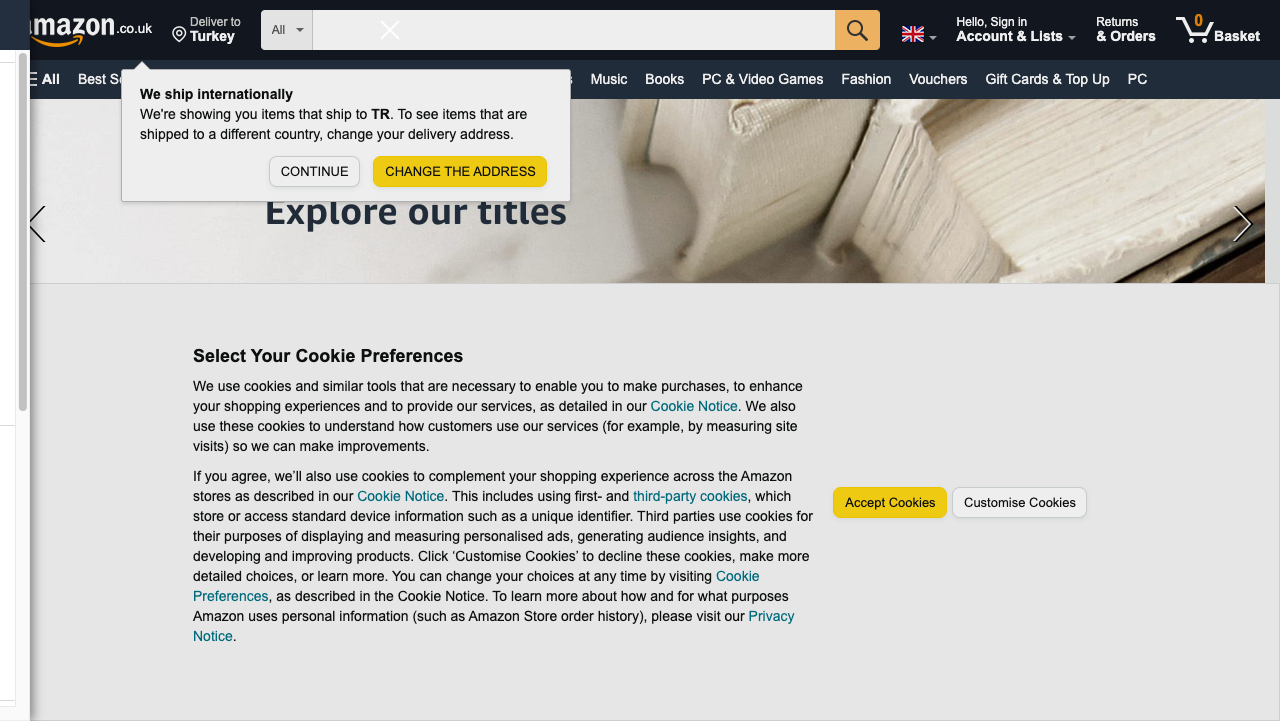 amazon.co.uk
Deliver to
Turkey
All
Hello, Sign in
Account & Lists
Returns
& Orders
0
Basket
All
Music
Books
PC & Video Games
Fashion
Vouchers
Gift Cards & Top Up
PC
We ship internationally
We're showing you items that ship to TR. To see items that are
shipped to a different country, change your delivery address.
CONTINUE
CHANGE THE ADDRESS
Explore our titles
Select Your Cookie Preferences
We use cookies and similar tools that are necessary to enable you to make purchases, to enhance
your shopping experiences and to provide our services, as detailed in our Cookie Notice. We also
use these cookies to understand how customers use our services (for example, by measuring site
visits) so we can make improvements.
If you agree, we’ll also use cookies to complement your shopping experience across the Amazon
stores as described in our Cookie Notice. This includes using first- and third-party cookies, which
store or access standard device information such as a unique identifier. Third parties use cookies for
their purposes of displaying and measuring personalised ads, generating audience insights, and
developing and improving products. Click ‘Customise Cookies’ to decline these cookies, make more
detailed choices, or learn more. You can change your choices at any time by visiting Cookie
Preferences, as described in the Cookie Notice. To learn more about how and for what purposes
Amazon uses personal information (such as Amazon Store order history), please visit our Privacy
Notice.
Accept Cookies
Customise Cookies